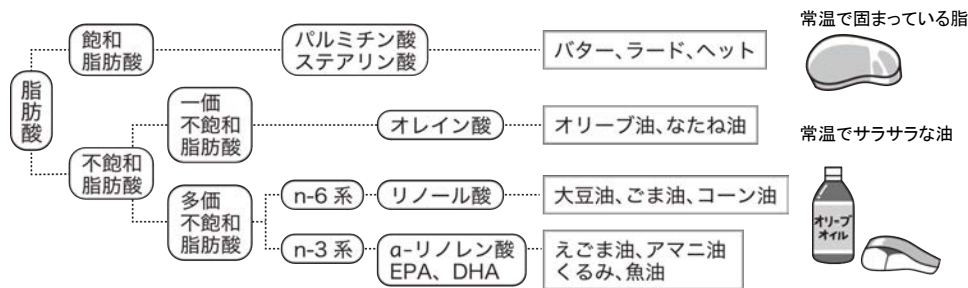 脂肪酸
飽和
脂肪酸
パルミチン酸
ステアリン酸
バター、ラード、ヘット
常温で固まっている脂
不飽和
脂肪酸
一価
不飽和
脂肪酸
オレイン酸
オリーブ油、なたね油
常温でサラサラな油
多価
不飽和
脂肪酸
n-6 系
リノール酸
大豆油、ごま油、コーン油
n-3 系
α-リノレン酸
EPA、DHA
えごま油、アマニ油
くるみ、魚油
オリーブ
オイル